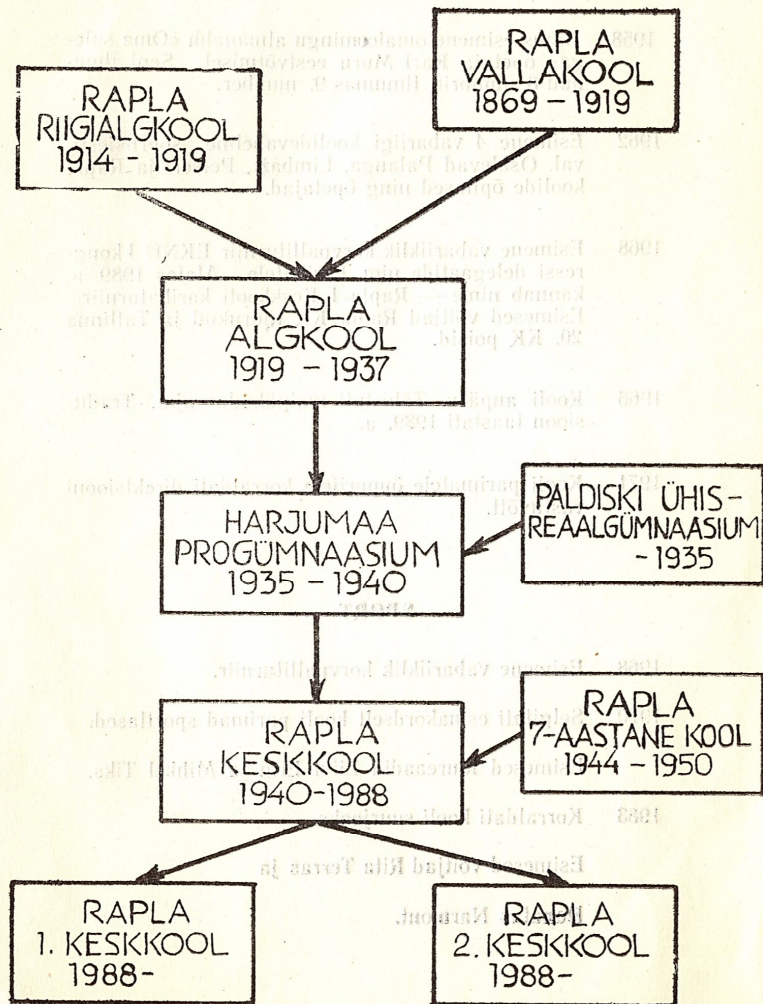 RAPLA
VALLAKOOL
1869 – 1919
RAPLA
RIIGIALGKOOL
1914 – 1919
RAPLA
ALGKOOL
1919 – 1937
HARJUMAA
PROGÜMNAASIUM
1935 – 1940
PALDISKI ÜHIS-
REAALGÜMNAASIUM
- 1935
RAPLA
KESKKOOL
1940-1988
RAPLA
7-AASTANE KOOL
1944 – 1950
RAPLA
1. KESKKOOL
1988-
RAPLA
2. KESKKOOL
1988-